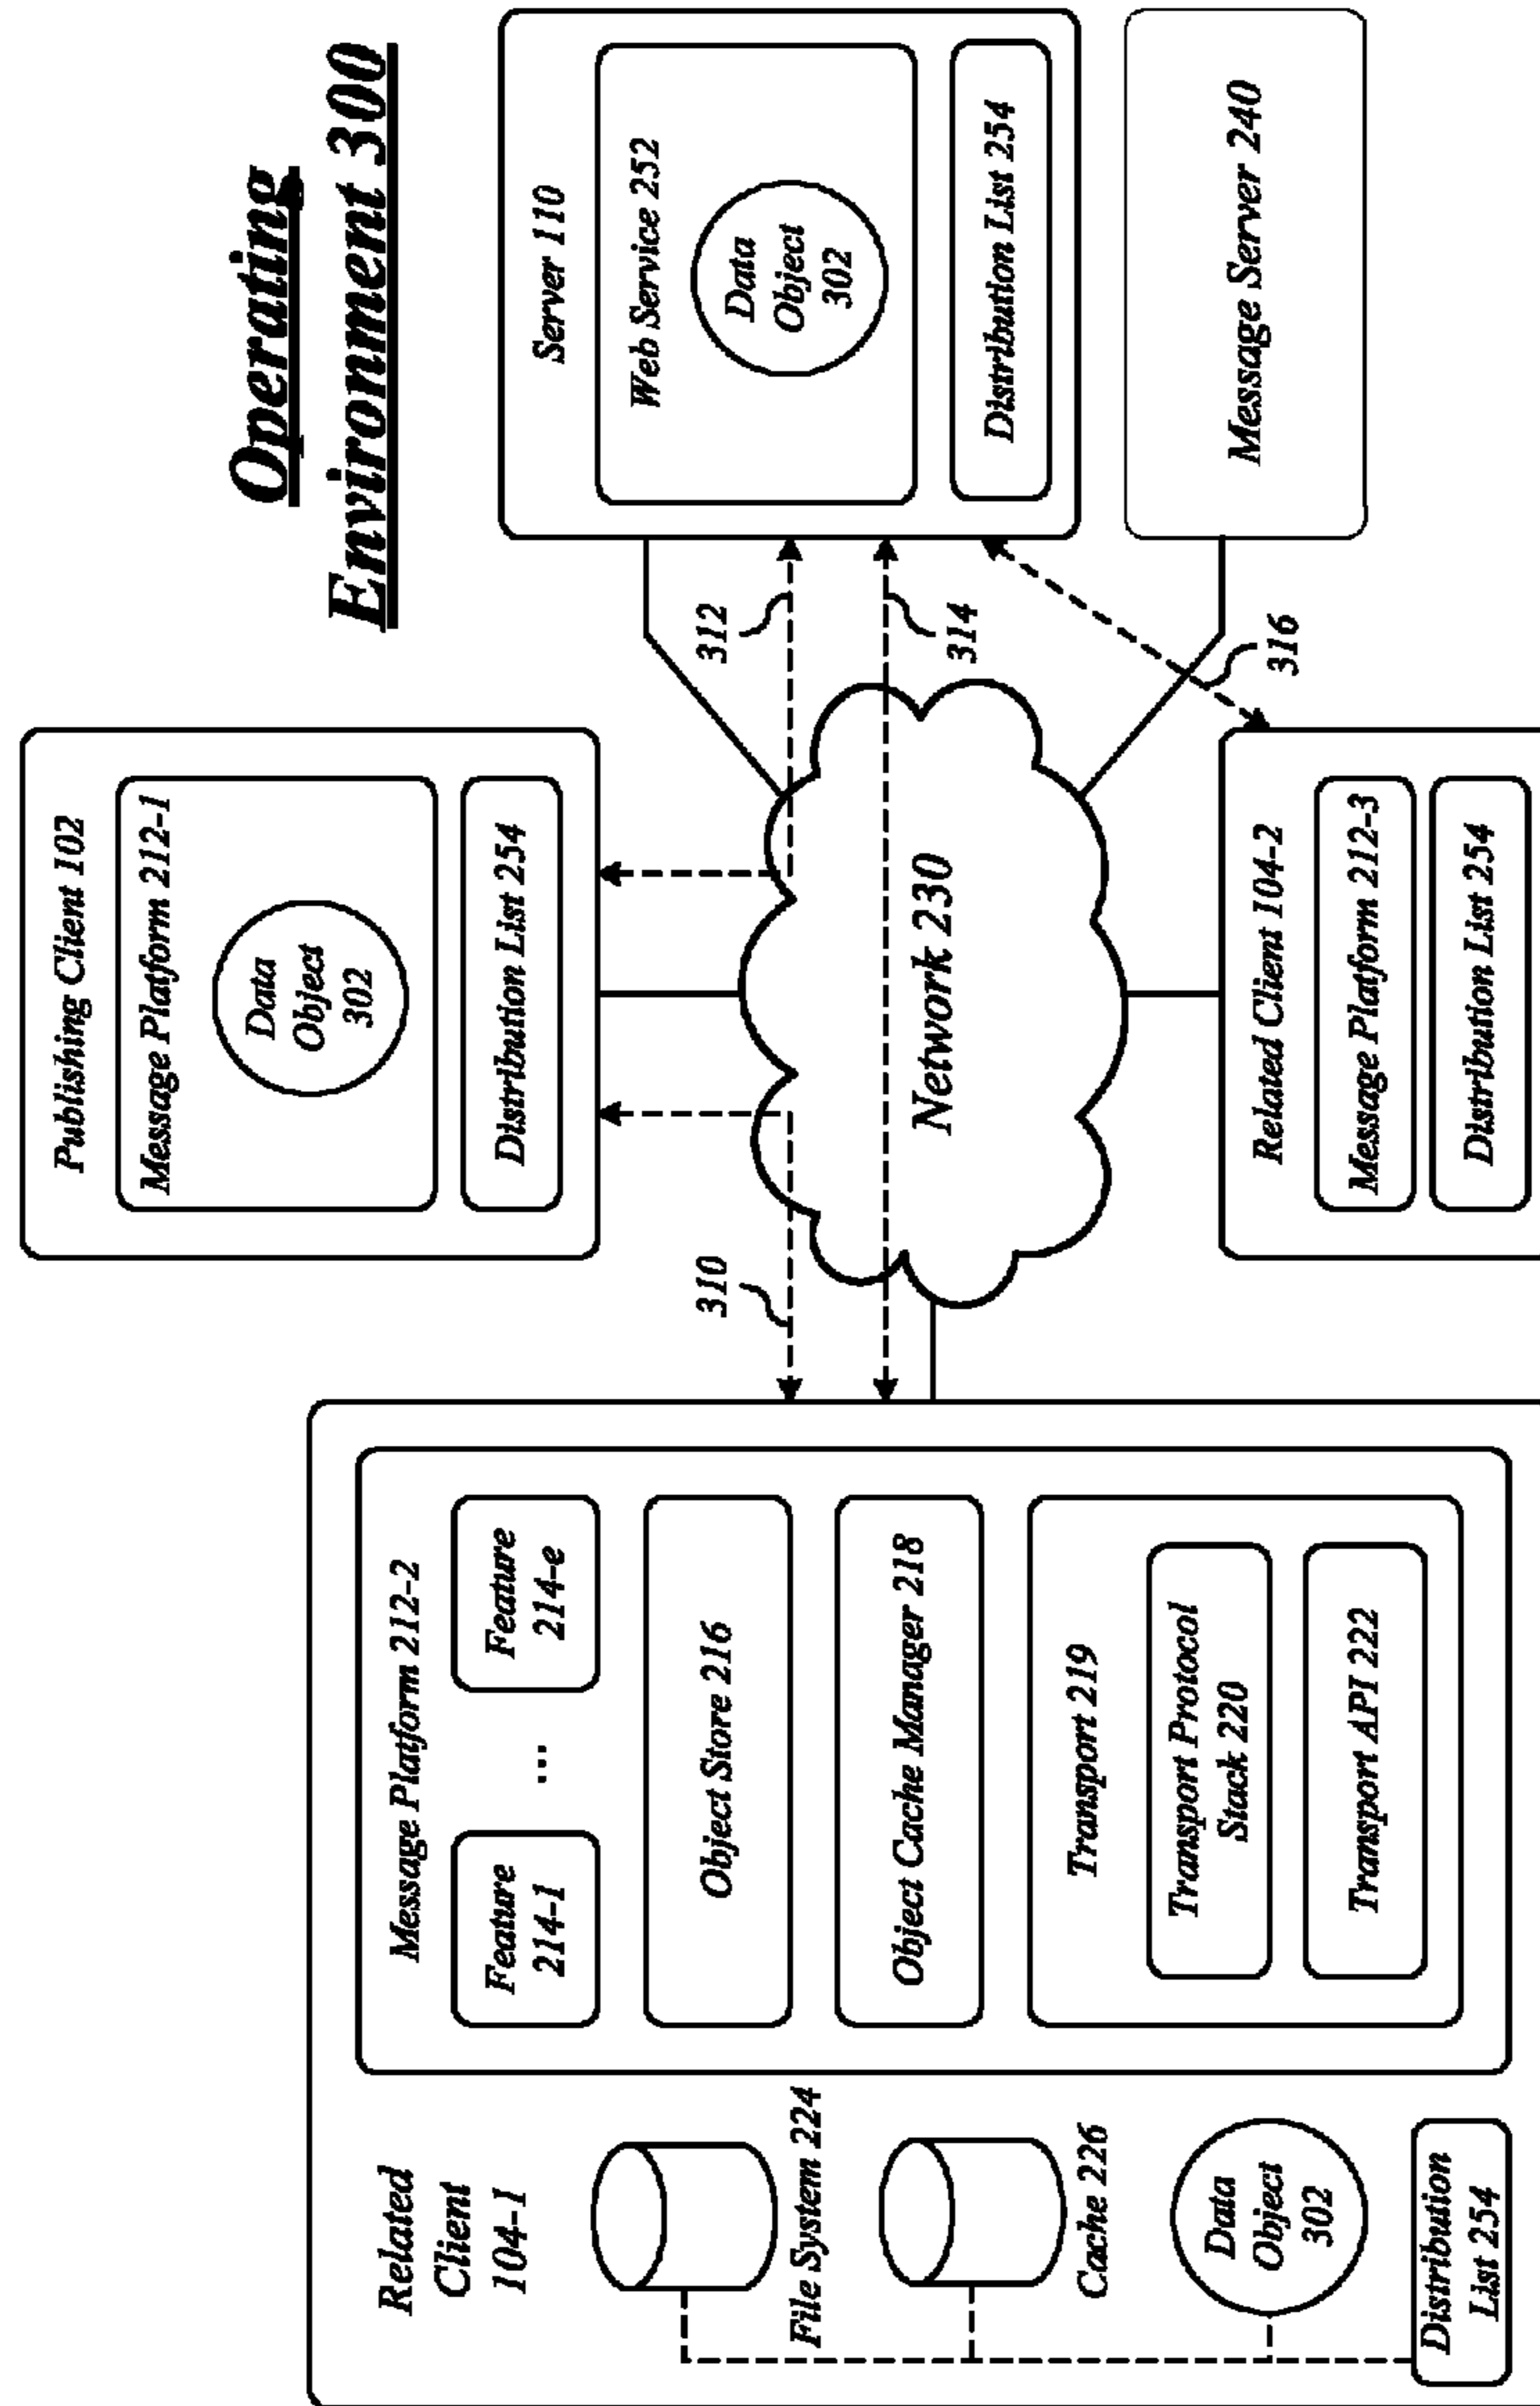 Operating
Environment 300
Related
Client
104-1
File System 224
Cache 226
Data
Object
302
Distribution
List 254
Message Platform 212-2
Feature
214-1
...
Feature
214-e
Object Store 216
Object Cache Manager 218
Transport 219
Transport Protocol
Stack 220
Transport API 222
Publishing Client 102
Message Platform 212-1
Data
Object
302
Distribution List 254
310
312
314
316
Network 230
Related Client 104-2
Message Platform 212-3
Distribution List 254
Server 110
Web Service 252
Data
Object
302
Distribution List 254
Message Server 240